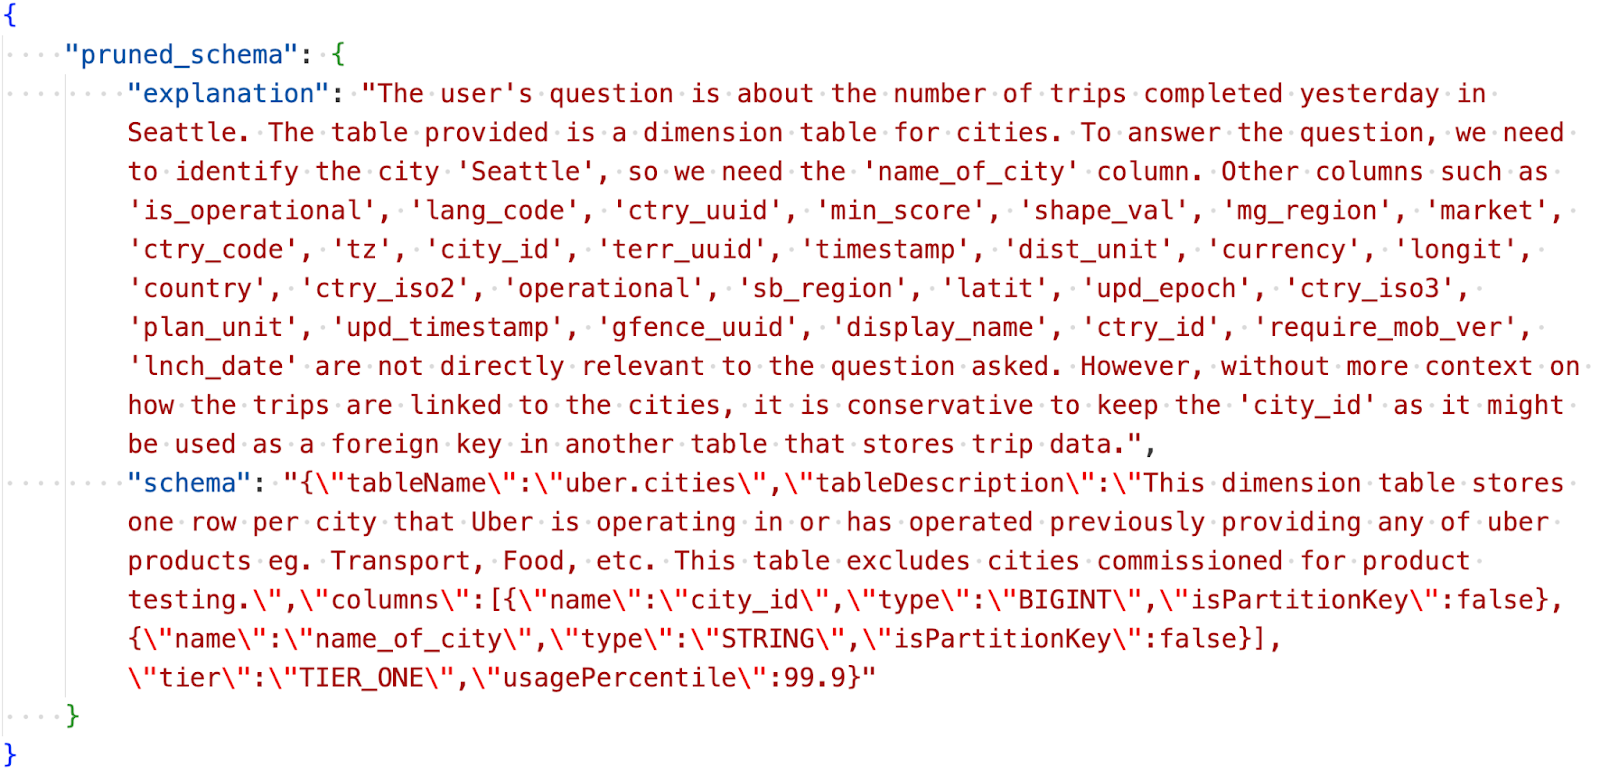 {
"pruned_schema": {
"explanation": "The user's question is about the number of trips completed yesterday in
Seattle. The table provided is a dimension table for cities. To answer the question, we need
to identify the city 'Seattle', so we need the 'name_of_city' column. Other columns such as
'is_operational', 'lang_code', 'ctry_uuid', 'min_score', 'shape_val', 'mg_region', 'market',
'ctry_code', 'tz', 'city_id', 'terr_uuid', 'timestamp', 'dist_unit', 'currency', 'longit',
'country', 'ctry_iso2', 'operational', 'sb_region', 'latit', 'upd_epoch', 'ctry_iso3',
'plan_unit', 'upd_timestamp', 'gfence_uuid', 'display_name', 'ctry_id', 'require_mob_ver',
'lnch_date' are not directly relevant to the question asked. However, without more context on
how the trips are linked to the cities, it is conservative to keep the 'city_id' as it might
be used as a foreign key in another table that stores trip data.",
"schema": "{\"tableName\":\"uber.cities\",\"tableDescription\":\"This dimension table stores
one row per city that Uber is operating in or has operated previously providing any of uber
products eg. Transport, Food, etc. This table excludes cities commissioned for product
testing.\",\"columns\":[{\"name\":\"city_id\",\"type\":\"BIGINT\",\"isPartitionKey\":false},
{\"name\":\"name_of_city\",\"type\":\"STRING\",\"isPartitionKey\":false}],
\"tier\":\"TIER_ONE\",\"usagePercentile\":99.9}"
}
}